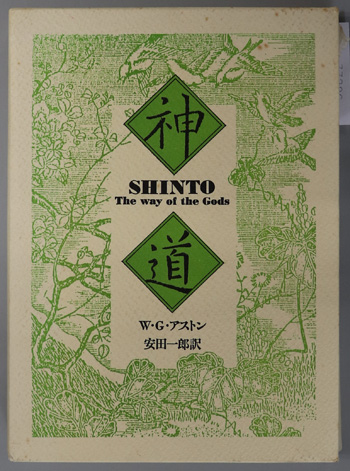 神
SHINTO
The way of the Gods
道
W・G・アストン
安田一郎訳